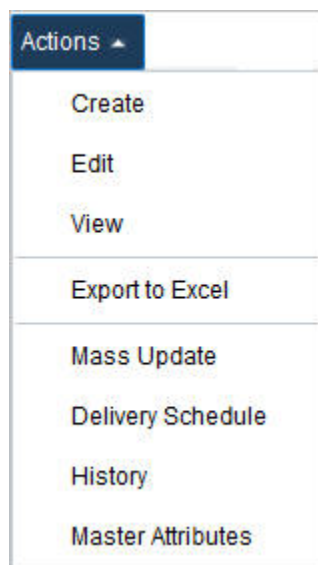 Actions
Create
Edit
View
Export to Excel
Mass Update
Delivery Schedule
History
Master Attributes